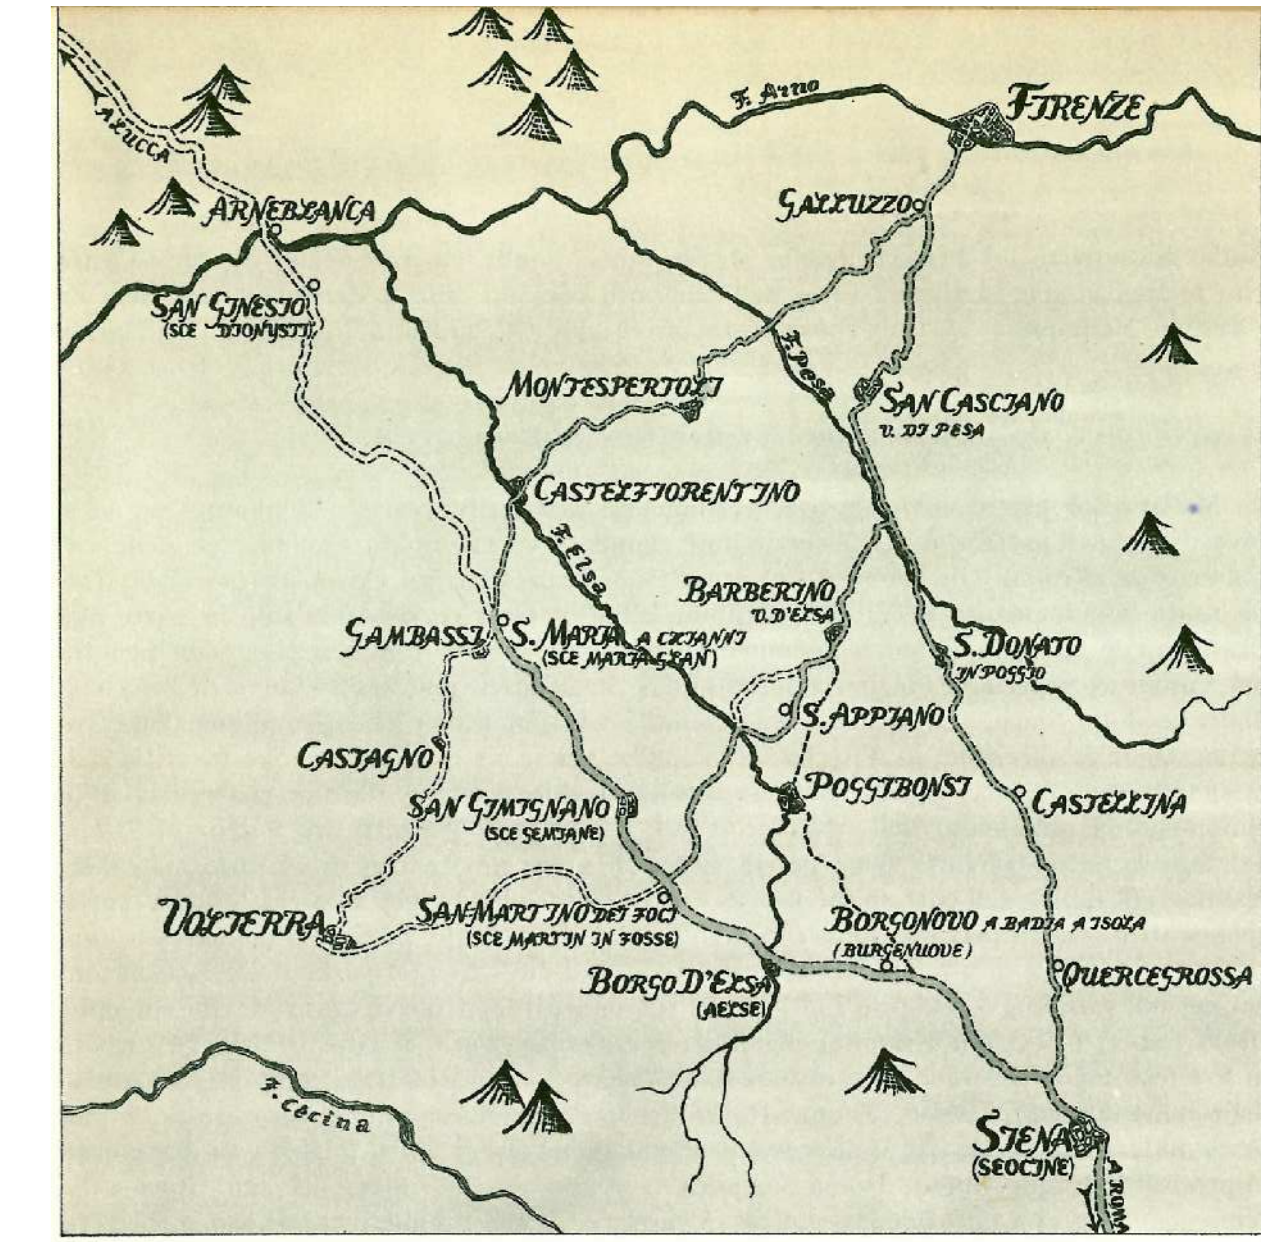 F. Arno
FIRENZE
A LUCCA
ARNEBLANCA
GALLUZZO
SAN GINESIO
(SCE DIONYSII)
F. Pesa
MONTESPERTOLI
SAN CASCIANO
V. DI PESA
CASTELFIORENTINO
F. Elsa
BARBERINO
V. D'ELSA
GAMBASSI
S. MARIA A CHIANNI
(SCE MARIA GLAN)
S. DONATO
IN POGGIO
S. APPIANO
CASTAGNO
POGGIBONSI
SAN GIMIGNANO
(SCE GEMIANE)
CASTELLINA
VOLTERRA
SAN MARTINO DEI FOCI
(SCE MARTIN IN FOSSE)
BORGONOVO A BADIA A ISOLA
(BURGENUOVE)
BORGO D'ELSA
(AELSE)
QUERCEGROSSA
F. Cecina
SIENA
(SEOCINE)
A ROMA